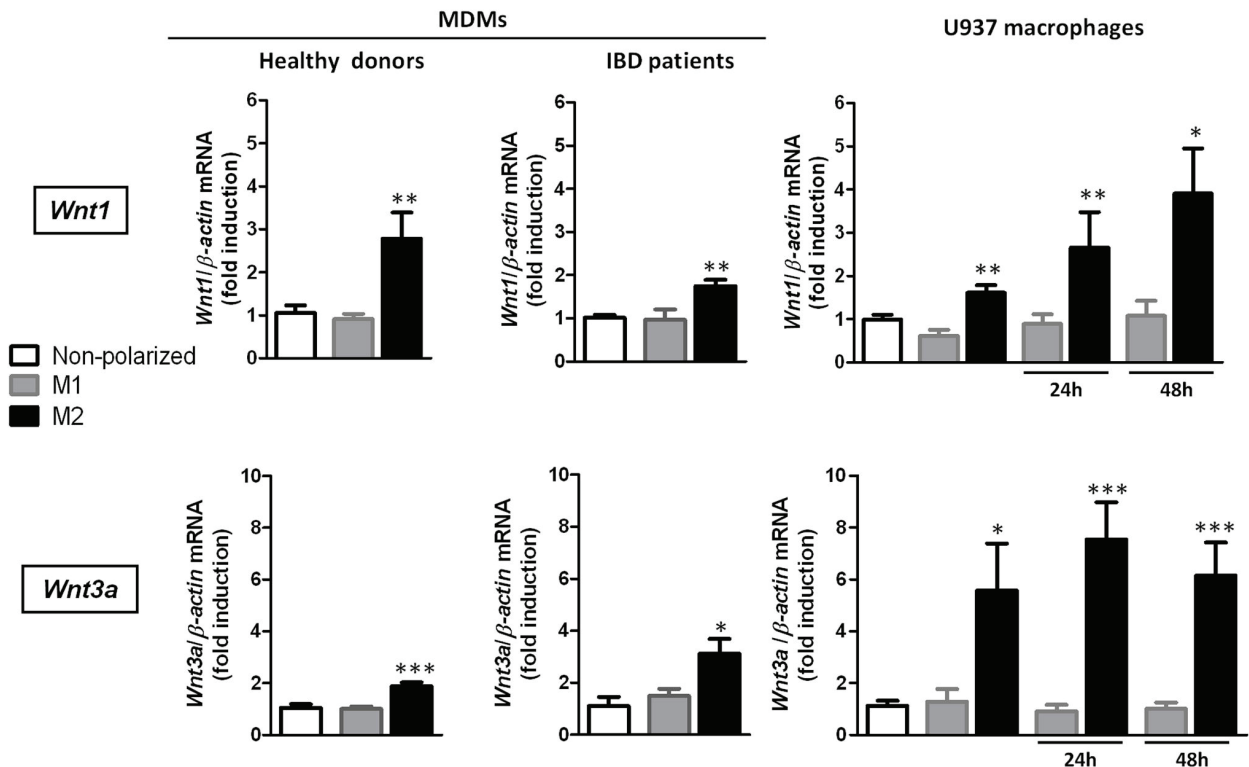 MDMs
U937 macrophages
Healthy donors
IBD patients
Wnt1
Wnt1/β-actin mRNA
(fold induction)
6
5
4
3
2
1
0
**
Wnt1/β-actin mRNA
(fold induction)
6
5
4
3
2
1
0
**
Wnt1/β-actin mRNA
(fold induction)
6
5
4
3
2
1
0
**
**
*
24h
48h
Non-polarized
M1
M2
Wnt3a
Wnt3a/β-actin mRNA
(fold induction)
10
8
6
4
2
0
***
Wnt3a/β-actin mRNA
(fold induction)
10
8
6
4
2
0
*
Wnt3a /β-actin mRNA
(fold induction)
10
8
6
4
2
0
*
***
***
24h
48h